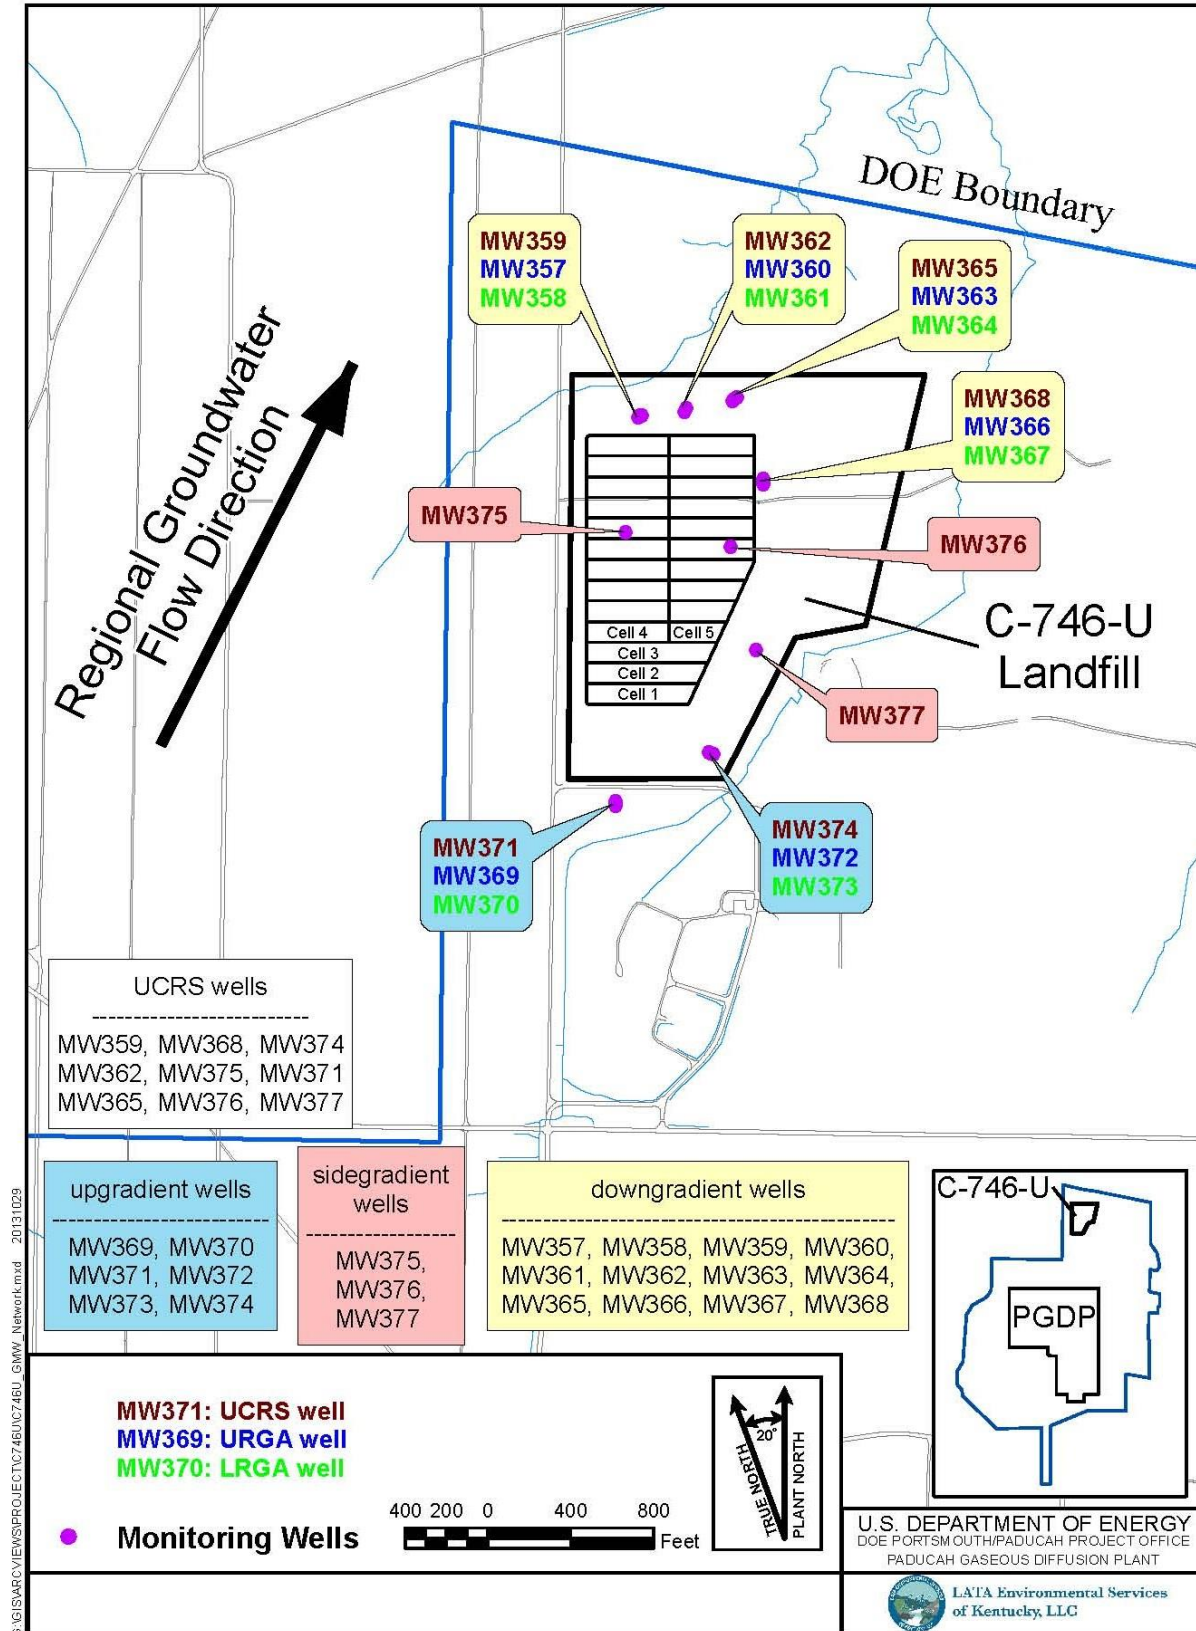 DOE Boundary
MW359
MW357
MW358
MW362
MW360
MW361
MW365
MW363
MW364
MW368
MW366
MW367
Regional Groundwater
Flow Direction
MW375
MW376
Cell 4
Cell 5
Cell 3
Cell 2
Cell 1
C-746-U
Landfill
MW377
MW371
MW369
MW370
MW374
MW372
MW373
UCRS wells
----------------------------
MW359, MW368, MW374
MW362, MW375, MW371
MW365, MW376, MW377
upgradient wells
----------------------------
MW369, MW370
MW371, MW372
MW373, MW374
sidegradient
wells
-------------------
MW375,
MW376,
MW377
downgradient wells
---------------------------------------------------
MW357, MW358, MW359, MW360,
MW361, MW362, MW363, MW364,
MW365, MW366, MW367, MW368
C-746-U
PGDP
MW371: UCRS well
MW369: URGA well
MW370: LRGA well
Monitoring Wells
400 200 0 400 800
Feet
20°
TRUE NORTH
PLANT NORTH
U.S. DEPARTMENT OF ENERGY
DOE PORTSMOUTH/PADUCAH PROJECT OFFICE
PADUCAH GASEOUS DIFFUSION PLANT
LATA Environmental Services
of Kentucky, LLC
20131029